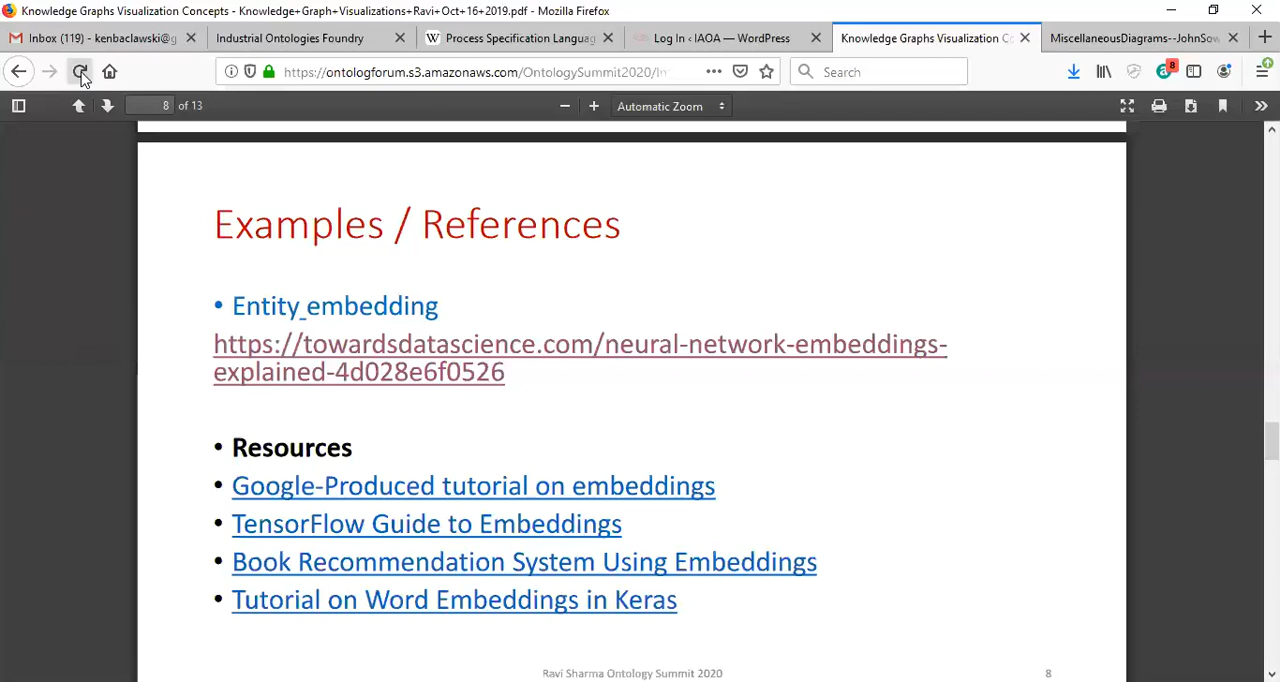 Knowledge Graphs Visualization Concepts - Knowledge+Graph+Visualizations+Ravi+Oct+16+2019.pdf - Mozilla Firefox
Inbox (119) - kenbaclawski@g
Industrial Ontologies Foundry
W Process Specification Languag
Log In ‹ IAOA — WordPress
Knowledge Graphs Visualization Co
MiscellaneousDiagrams--JohnSow
https://ontologforum.s3.amazonaws.com/OntologySummit2020/In
Search
8
8 of 13
Automatic Zoom
Examples / References
• Entity_embedding
https://towardsdatascience.com/neural-network-embeddings-
explained-4d028e6f0526
• Resources
• Google-Produced tutorial on embeddings
• TensorFlow Guide to Embeddings
• Book Recommendation System Using Embeddings
• Tutorial on Word Embeddings in Keras
Ravi Sharma Ontology Summit 2020
8